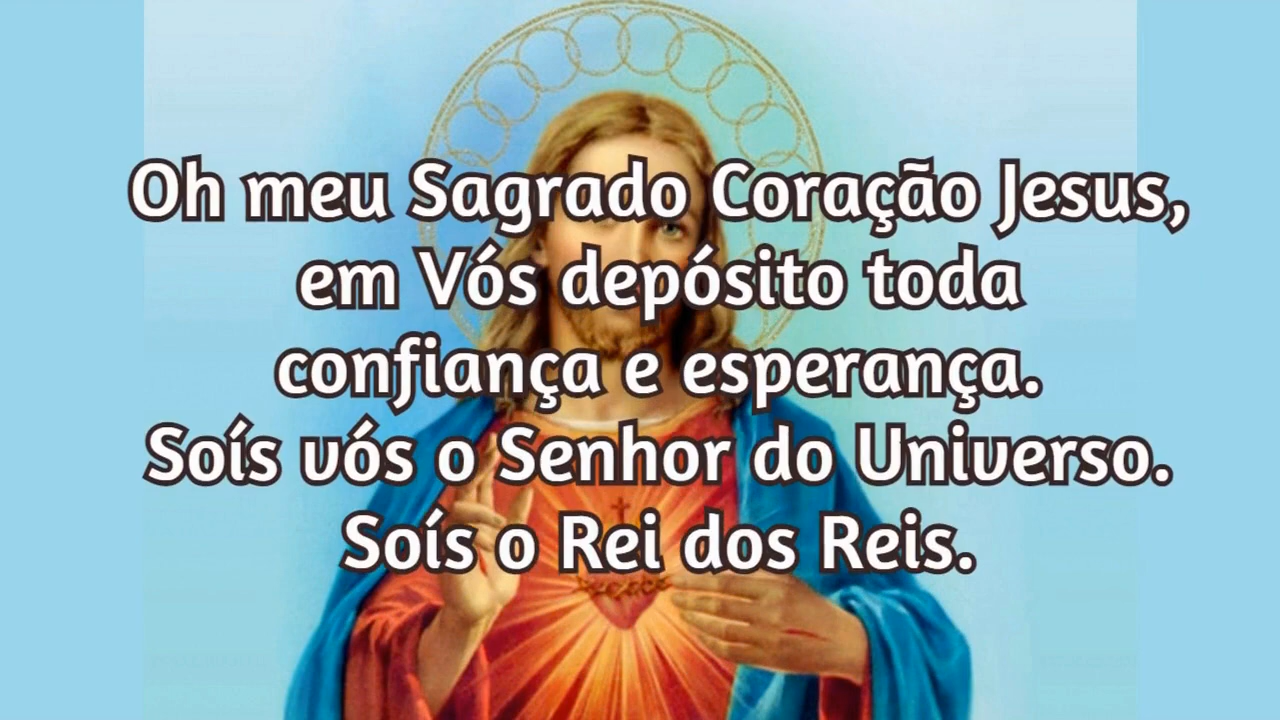 Oh meu Sagrado Coração Jesus,
em Vós depósito toda
confiança e esperança.
Soís vós o Senhor do Universo.
Soís o Rei dos Reis.